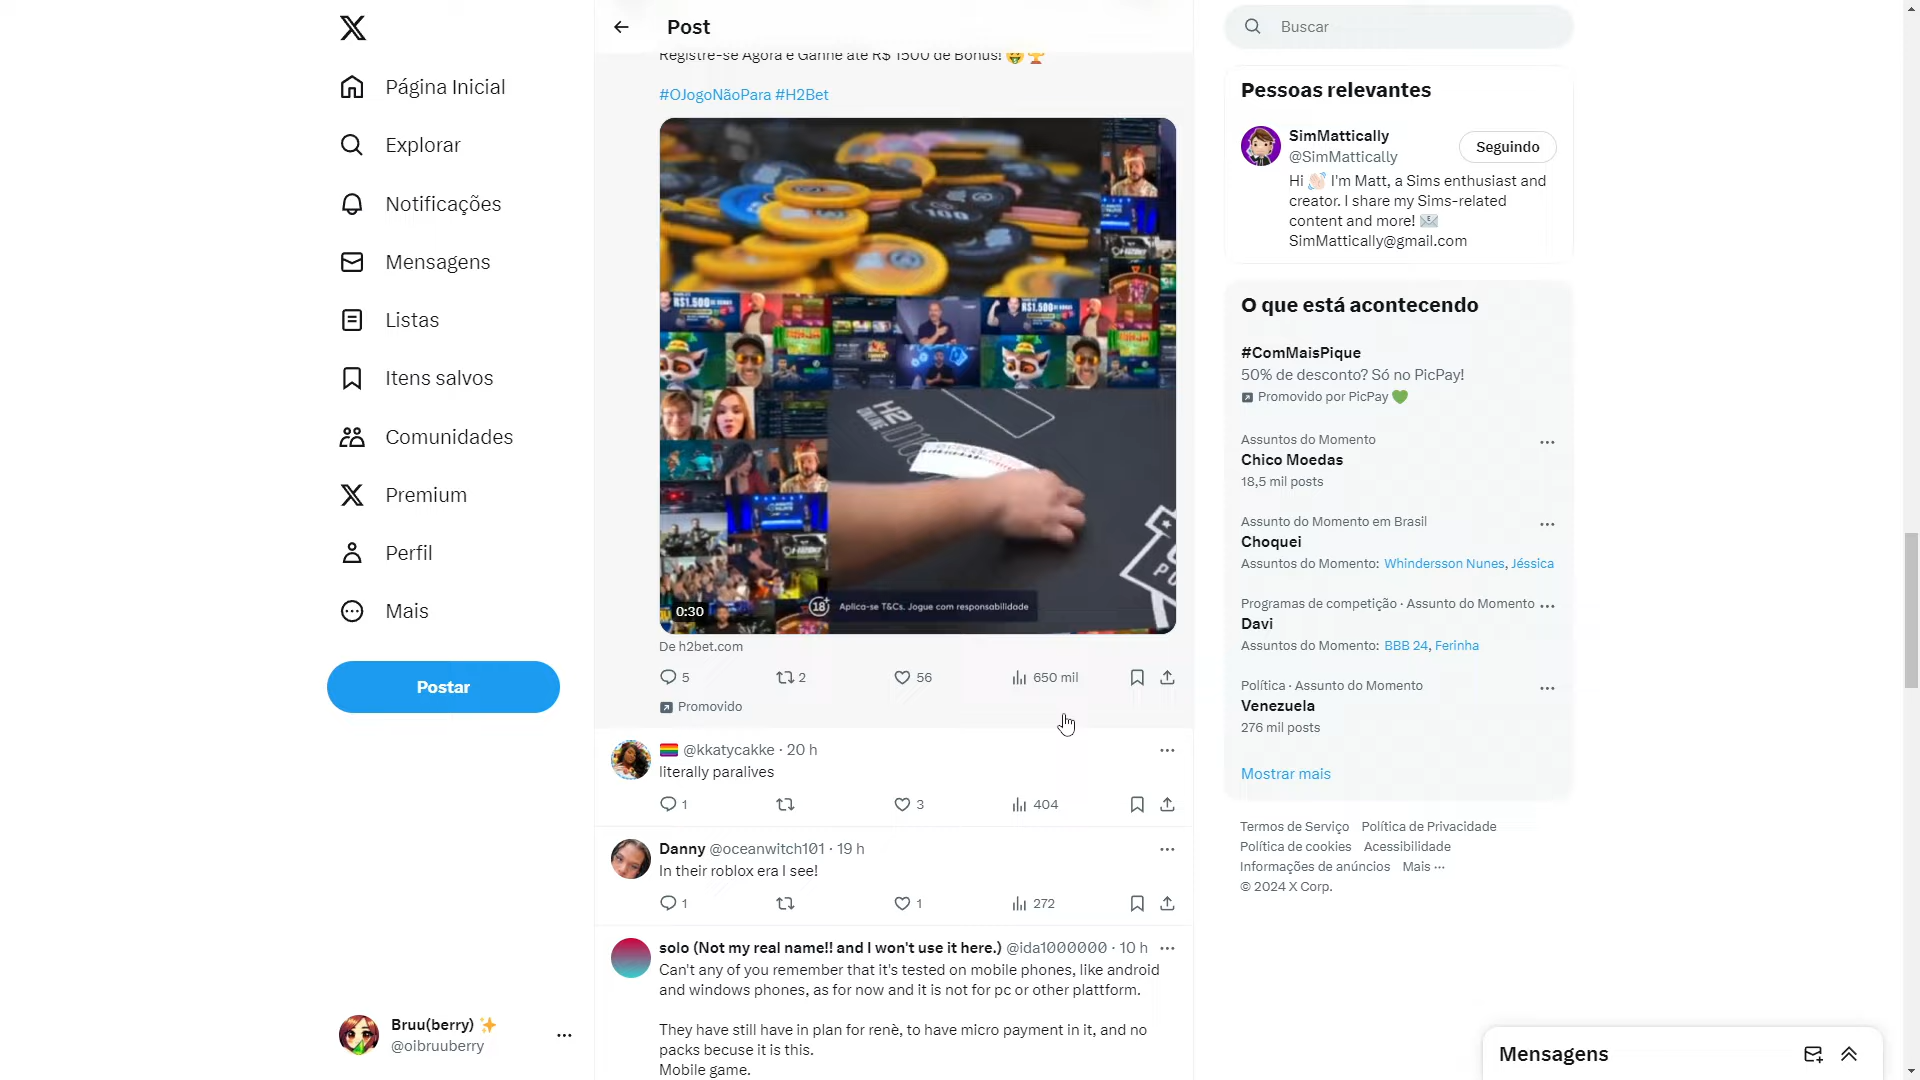 Página Inicial
Explorar
Notificações
Mensagens
Listas
Itens salvos
Comunidades
Premium
Perfil
Mais
Postar
Bruu(berry) ✨
@oibruuberry
Post
Registre-se Agora e Ganhe até R$ 1500 de Bônus! 🤑🏆
#OJogoNãoPara #H2Bet
R$1.500
R$1.500
100
H2
0:30
18+ Aplica-se T&Cs. Jogue com responsabilidade
De h2bet.com
5 2 56 650 mil
Promovido
🏳️‍🌈 @kkatycakke · 20 h
literally paralives
1 3 404
Danny @oceanwitch101 · 19 h
In their roblox era I see!
1 1 272
solo (Not my real name!! and I won't use it here.) @ida1000000 · 10 h
Can't any of you remember that it's tested on mobile phones, like android
and windows phones, as for now and it is not for pc or other plattform.
They have still have in plan for renè, to have micro payment in it, and no
packs becuse it is this.
Mobile game.
Buscar
Pessoas relevantes
SimMattically
@SimMattically
Seguindo
Hi 👋🏻 I'm Matt, a Sims enthusiast and
creator. I share my Sims-related
content and more! 📧
SimMattically@gmail.com
O que está acontecendo
#ComMaisPique
50% de desconto? Só no PicPay!
Promovido por PicPay 💚
Assuntos do Momento
Chico Moedas
18,5 mil posts
Assunto do Momento em Brasil
Choquei
Assuntos do Momento: Whindersson Nunes, Jéssica
Programas de competição · Assunto do Momento
Davi
Assuntos do Momento: BBB 24, Ferinha
Política · Assunto do Momento
Venezuela
276 mil posts
Mostrar mais
Termos de Serviço Política de Privacidade
Política de cookies Acessibilidade
Informações de anúncios Mais ···
© 2024 X Corp.
Mensagens